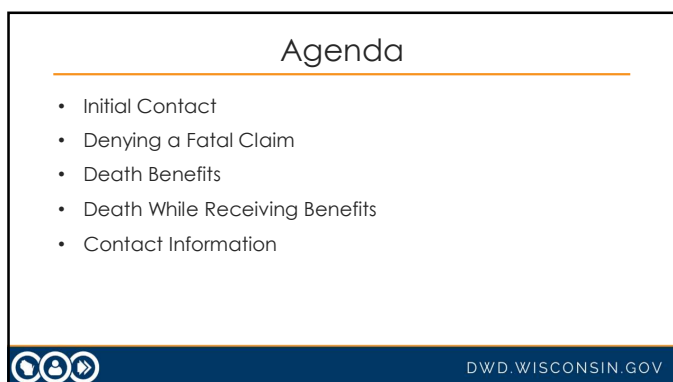 Agenda
• Initial Contact
• Denying a Fatal Claim
• Death Benefits
• Death While Receiving Benefits
• Contact Information
DWD.WISCONSIN.GOV